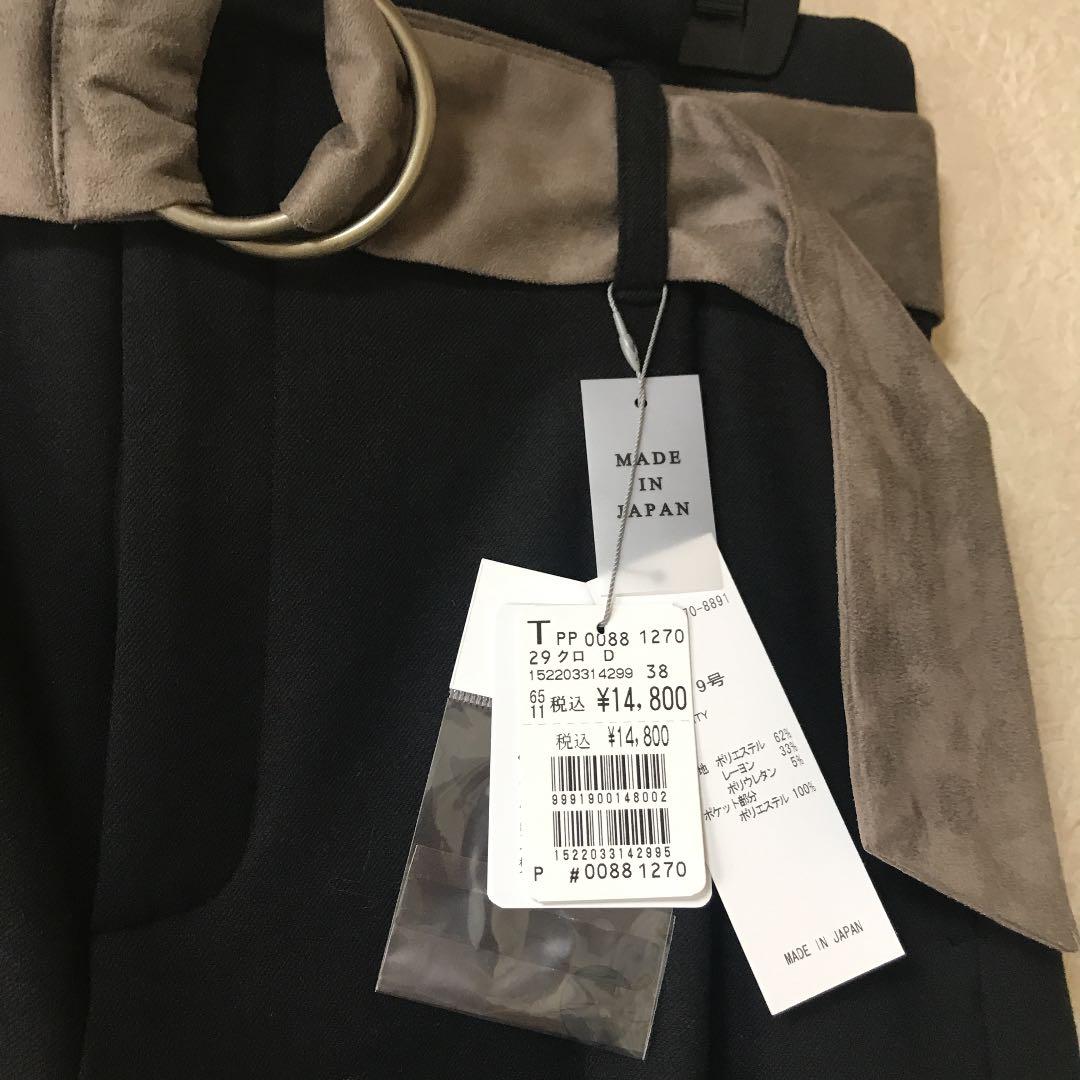 MADE
IN
JAPAN
70-8891
T PP 0088 1270
29 クロ D
152203314299 38
65
11 税込 ¥14,800
税込 ¥14,800
9991900148002
1522033142995
P #00881270
9号
TY
地 ポリエステル 62%
レーヨン 33%
ポリウレタン 5%
ポケット部分
ポリエステル 100%
MADE IN JAPAN